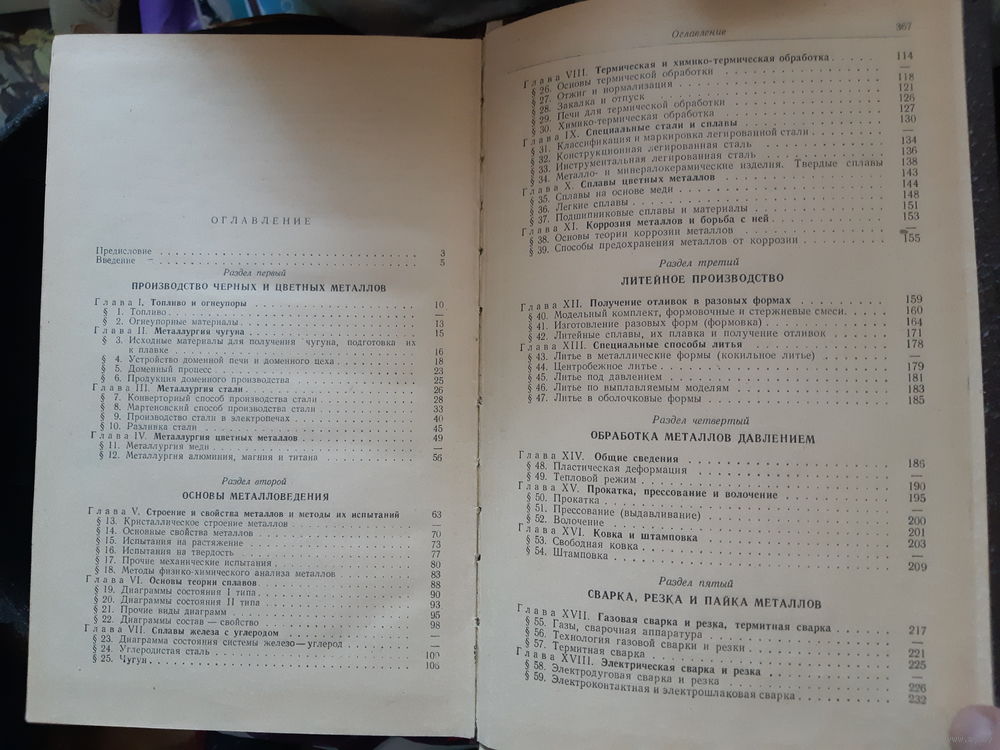 ОГЛАВЛЕНИЕ
Предисловие 3
Введение 5
Раздел первый
ПРОИЗВОДСТВО ЧЕРНЫХ И ЦВЕТНЫХ МЕТАЛЛОВ
Глава I. Топливо и огнеупоры 10
§ 1. Топливо —
§ 2. Огнеупорные материалы 13
Глава II. Металлургия чугуна 15
§ 3. Исходные материалы для получения чугуна, подготовка их
к плавке 16
§ 4. Устройство доменной печи и доменного цеха 18
§ 5. Доменный процесс 23
§ 6. Продукция доменного производства 25
Глава III. Металлургия стали 26
§ 7. Конверторный способ производства стали 28
§ 8. Мартеновский способ производства стали 33
§ 9. Производство стали в электропечах 40
§ 10. Разливка стали 45
Глава IV. Металлургия цветных металлов 49
§ 11. Металлургия меди —
§ 12. Металлургия алюминия, магния и титана 56
Раздел второй
ОСНОВЫ МЕТАЛЛОВЕДЕНИЯ
Глава V. Строение и свойства металлов и методы их испытаний 63
§ 13. Кристаллическое строение металлов —
§ 14. Основные свойства металлов 70
§ 15. Испытания на растяжение 73
§ 16. Испытания на твердость 77
§ 17. Прочие механические испытания 80
§ 18. Методы физико-химического анализа металлов 83
Глава VI. Основы теории сплавов 88
§ 19. Диаграммы состояния I типа 90
§ 20. Диаграммы состояния II типа 93
§ 21. Прочие виды диаграмм 95
§ 22. Диаграммы состав — свойство 98
Глава VII. Сплавы железа с углеродом —
§ 23. Диаграмма состояния системы железо — углерод —
§ 24. Углеродистая сталь
§ 25. Чугун 106
Оглавление 367
Глава VIII. Термическая и химико-термическая обработка 114
§ 26. Основы термической обработки —
§ 27. Отжиг и нормализация 118
§ 28. Закалка и отпуск 121
§ 29. Печи для термической обработки 126
§ 30. Химико-термическая обработка 127
Глава IX. Специальные стали и сплавы 130
§ 31. Классификация и маркировка легированной стали —
§ 32. Конструкционная легированная сталь 134
§ 33. Инструментальная легированная сталь 136
§ 34. Металло- и минералокерамические изделия. Твердые сплавы 138
Глава X. Сплавы цветных металлов 143
§ 35. Сплавы на основе меди 144
§ 36. Легкие сплавы 148
§ 37. Подшипниковые сплавы и материалы 151
Глава XI. Коррозия металлов и борьба с ней 153
§ 38. Основы теории коррозии металлов —
§ 39. Способы предохранения металлов от коррозии 155
Раздел третий
ЛИТЕЙНОЕ ПРОИЗВОДСТВО
Глава XII. Получение отливок в разовых формах 159
§ 40. Модельный комплект, формовочные и стержневые смеси 160
§ 41. Изготовление разовых форм (формовка) 164
§ 42. Литейные сплавы, их плавка и получение отливок 171
Глава XIII. Специальные способы литья 178
§ 43. Литье в металлические формы (кокильное литье) —
§ 44. Центробежное литье 179
§ 45. Литье под давлением 181
§ 46. Литье по выплавляемым моделям 183
§ 47. Литье в оболочковые формы 185
Раздел четвертый
ОБРАБОТКА МЕТАЛЛОВ ДАВЛЕНИЕМ
Глава XIV. Общие сведения 186
§ 48. Пластическая деформация —
§ 49. Тепловой режим 190
Глава XV. Прокатка, прессование и волочение 195
§ 50. Прокатка —
§ 51. Прессование (выдавливание) 200
§ 52. Волочение 201
Глава XVI. Ковка и штамповка 203
§ 53. Свободная ковка —
§ 54. Штамповка 209
Раздел пятый
СВАРКА, РЕЗКА И ПАЙКА МЕТАЛЛОВ
Глава XVII. Газовая сварка и резка, термитная сварка 217
§ 55. Газы, сварочная аппаратура —
§ 56. Технология газовой сварки и резки 221
§ 57. Термитная сварка 225
Глава XVIII. Электрическая сварка и резка —
§ 58. Электродуговая сварка и резка 226
§ 59. Электроконтактная и электрошлаковая сварка 232